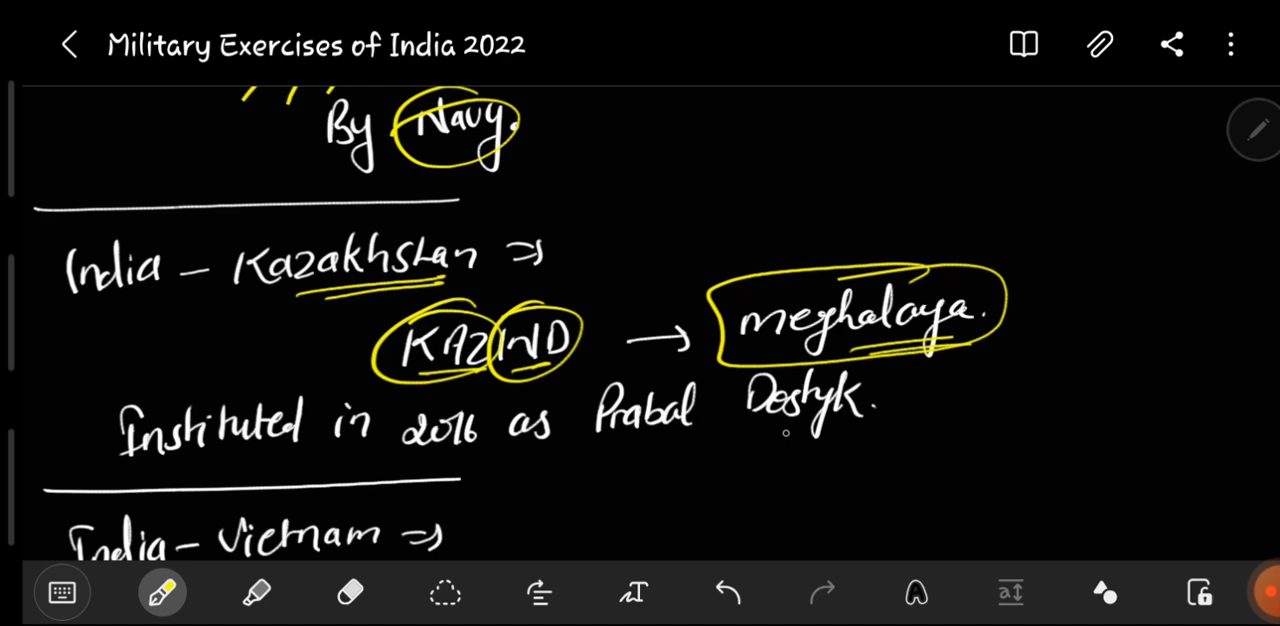 Military Exercises of India 2022
By Navy.
India - Kazakhstan ⇒
KAZIND → meghalaya.
Instituted in 2016 as Prabal Dostyk.
India - Vietnam ⇒